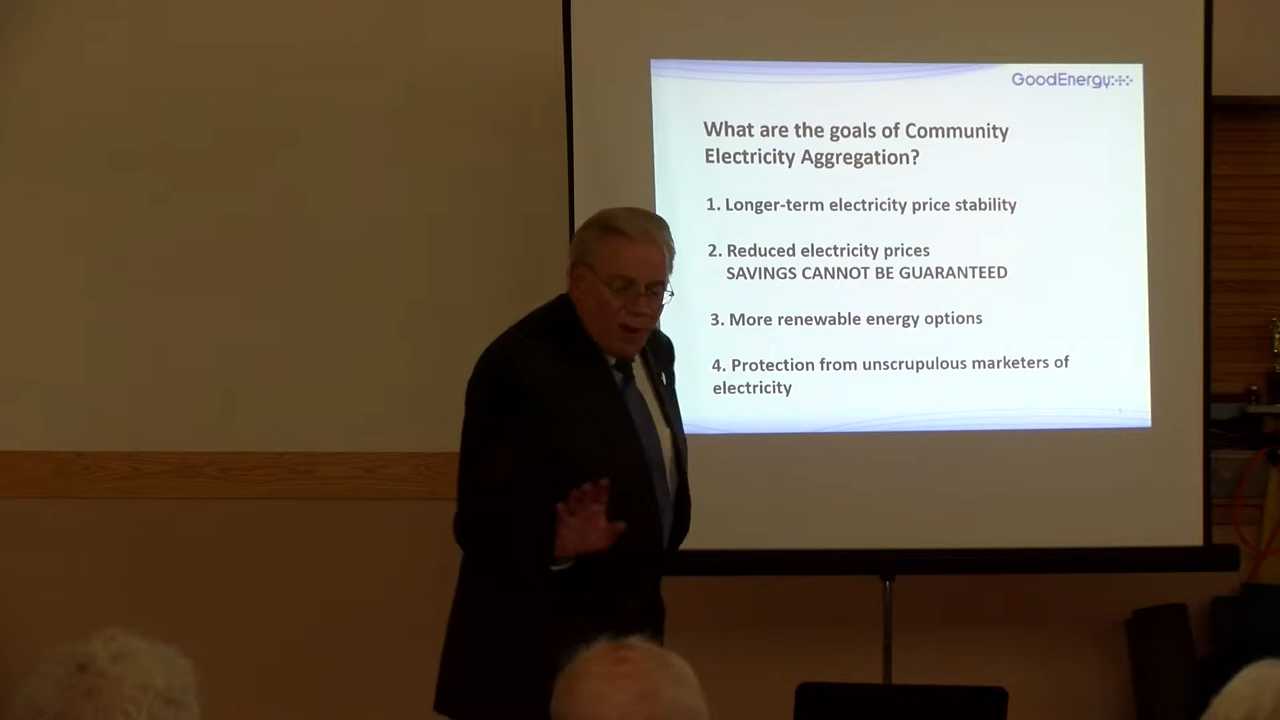 GoodEnergy
What are the goals of Community
Electricity Aggregation?
1. Longer-term electricity price stability
2. Reduced electricity prices
SAVINGS CANNOT BE GUARANTEED
3. More renewable energy options
4. Protection from unscrupulous marketers of
electricity